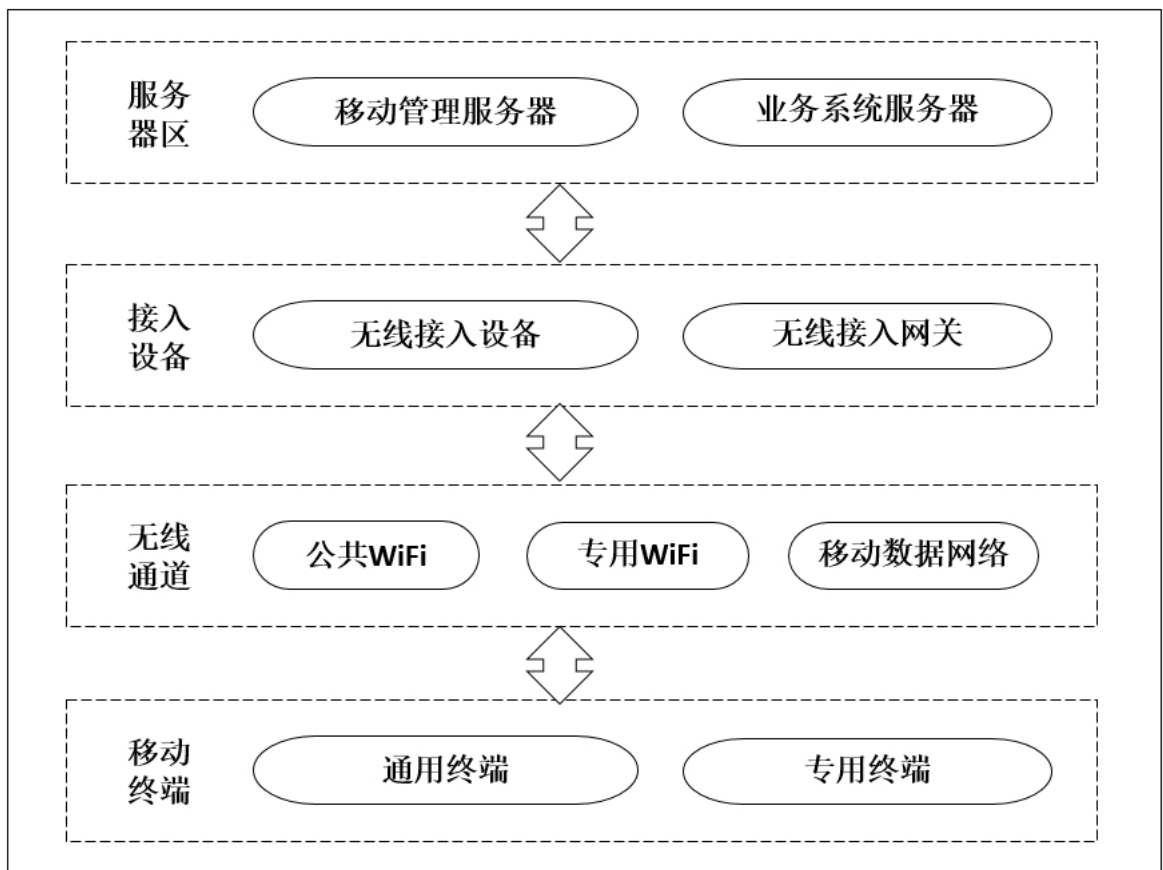 服务
器区
移动管理服务器
业务系统服务器
接入
设备
无线接入设备
无线接入网关
无线
通道
公共WiFi
专用WiFi
移动数据网络
移动
终端
通用终端
专用终端